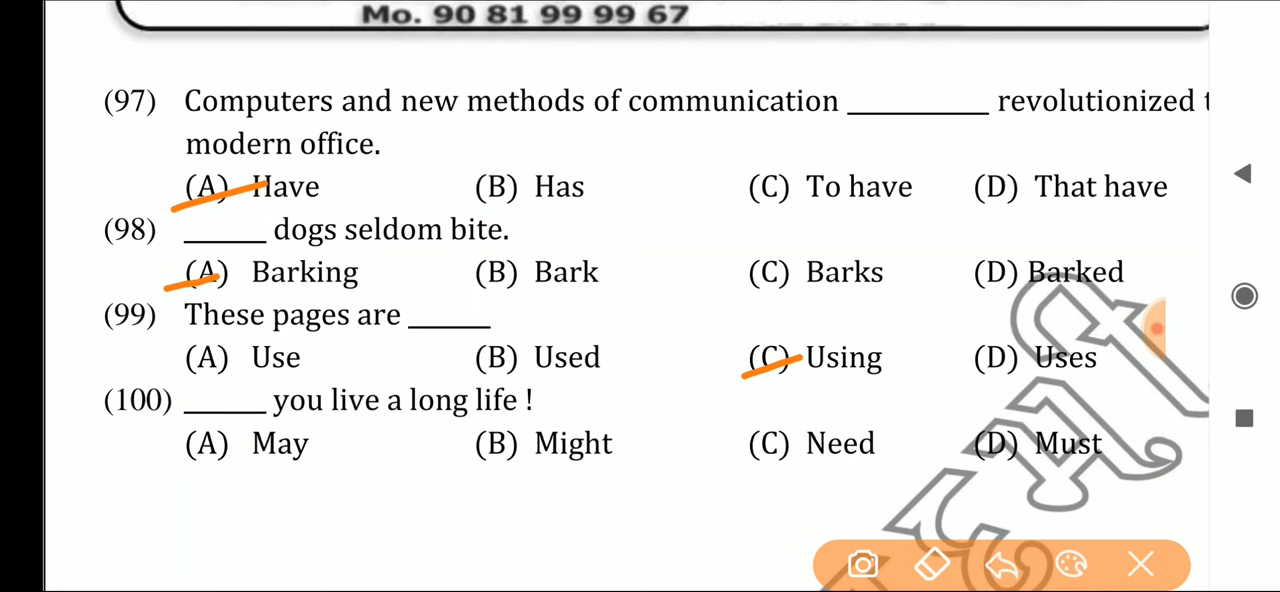 Mo. 90 81 99 99 67
(97) Computers and new methods of communication __________ revolutionized t
modern office.
(A) Have (B) Has (C) To have (D) That have
(98) ______ dogs seldom bite.
(A) Barking (B) Bark (C) Barks (D) Barked
(99) These pages are ______
(A) Use (B) Used (C) Using (D) Uses
(100) ______ you live a long life !
(A) May (B) Might (C) Need (D) Must